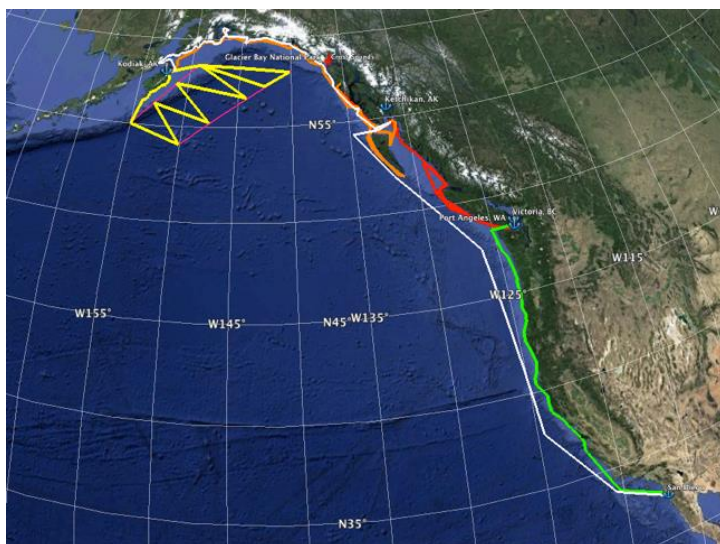 Glacier Bay National Park
Kodiak, AK
Ketchikan, AK
N55°
Port Angeles, WA
Victoria, BC
W115°
W125°
W155°
W145°
N45°
W135°
San Die
N35°